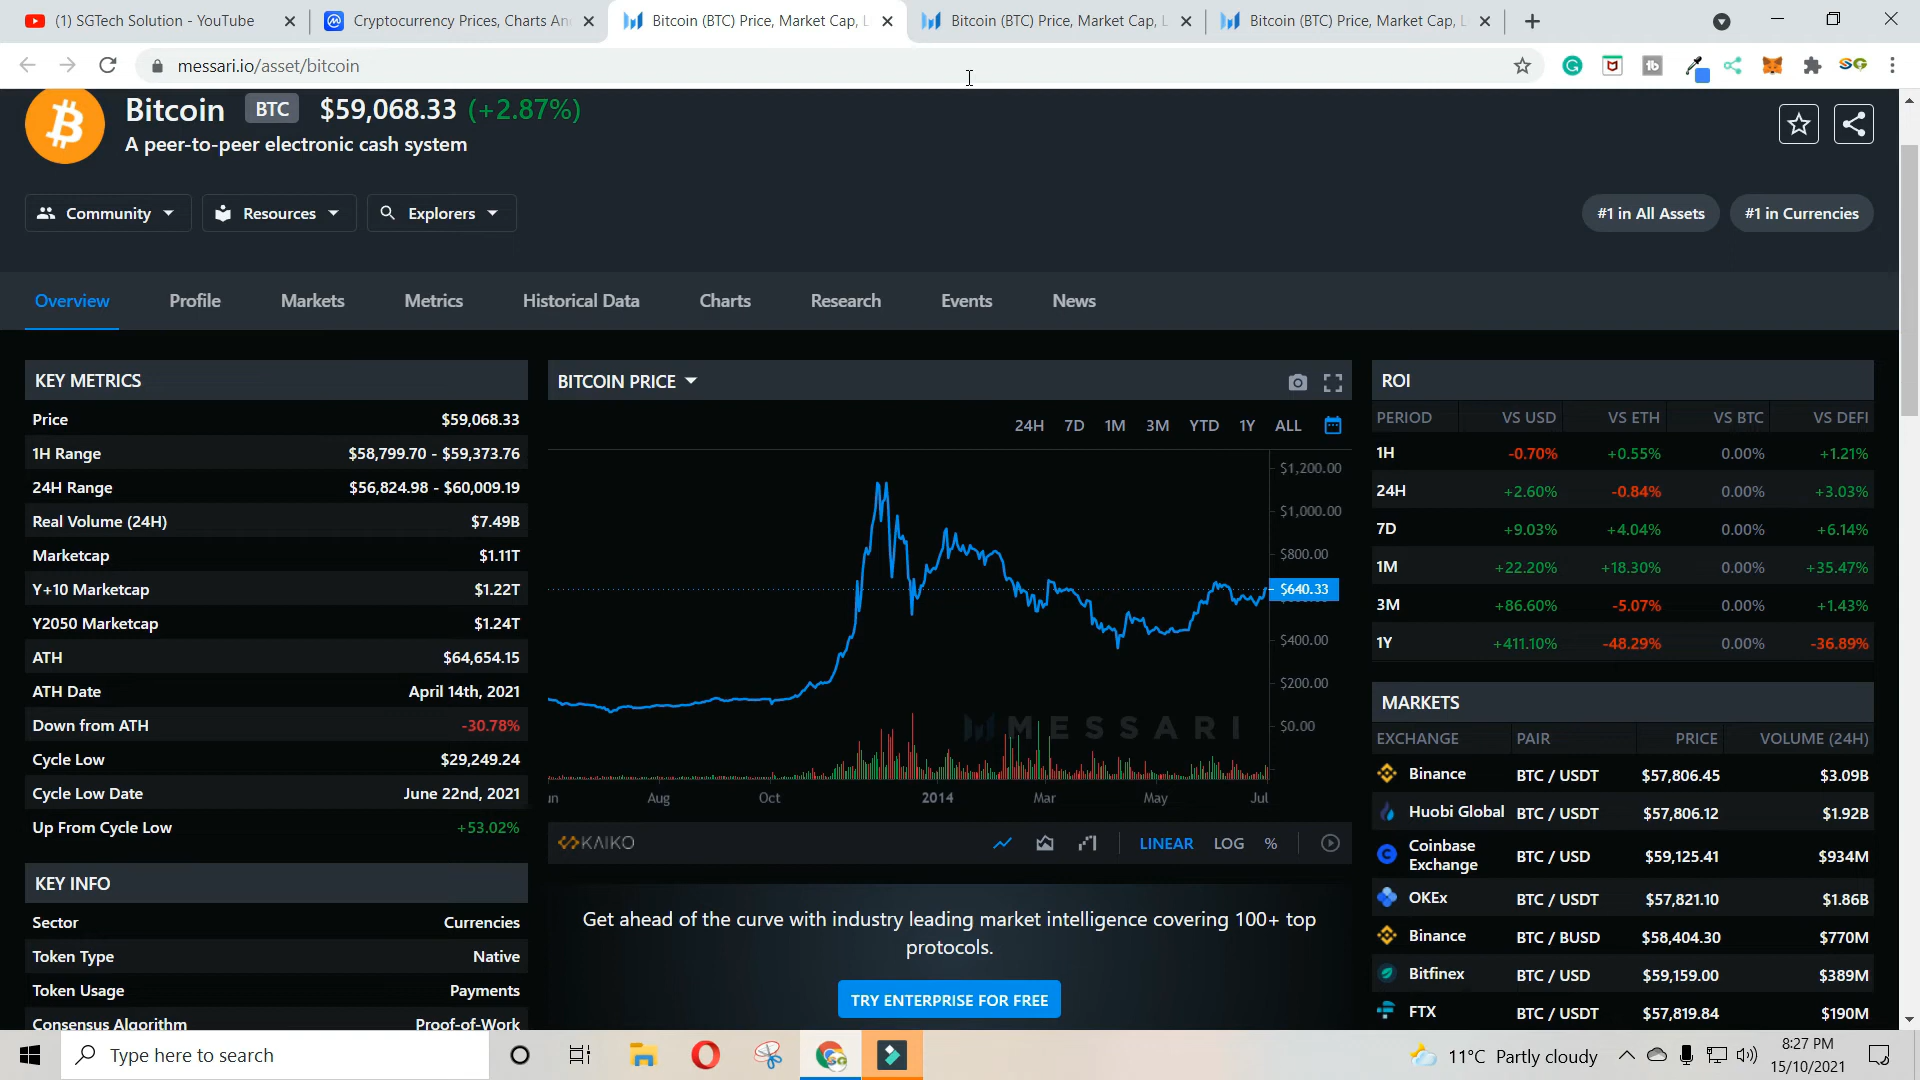 (1) SGTech Solution - YouTube
Cryptocurrency Prices, Charts An
Bitcoin (BTC) Price, Market Cap, L
Bitcoin (BTC) Price, Market Cap, L
Bitcoin (BTC) Price, Market Cap, L
messari.io/asset/bitcoin
Bitcoin BTC $59,068.33 (+2.87%)
A peer-to-peer electronic cash system
Community Resources Explorers
#1 in All Assets #1 in Currencies
Overview Profile Markets Metrics Historical Data Charts Research Events News
KEY METRICS
Price $59,068.33
1H Range $58,799.70 - $59,373.76
24H Range $56,824.98 - $60,009.19
Real Volume (24H) $7.49B
Marketcap $1.11T
Y+10 Marketcap $1.22T
Y2050 Marketcap $1.24T
ATH $64,654.15
ATH Date April 14th, 2021
Down from ATH -30.78%
Cycle Low $29,249.24
Cycle Low Date June 22nd, 2021
Up From Cycle Low +53.02%
KEY INFO
Sector Currencies
Token Type Native
Token Usage Payments
Consensus Algorithm Proof-of-Work
BITCOIN PRICE
24H 7D 1M 3M YTD 1Y ALL
$1,200.00
$1,000.00
$800.00
$640.33
$400.00
$200.00
$0.00
MESSARI
un Aug Oct 2014 Mar May Jul
KAIKO LINEAR LOG %
Get ahead of the curve with industry leading market intelligence covering 100+ top
protocols.
TRY ENTERPRISE FOR FREE
ROI
PERIOD VS USD VS ETH VS BTC VS DEFI
1H -0.70% +0.55% 0.00% +1.21%
24H +2.60% -0.84% 0.00% +3.03%
7D +9.03% +4.04% 0.00% +6.14%
1M +22.20% +18.30% 0.00% +35.47%
3M +86.60% -5.07% 0.00% +1.43%
1Y +411.10% -48.29% 0.00% -36.89%
MARKETS
EXCHANGE PAIR PRICE VOLUME (24H)
Binance BTC / USDT $57,806.45 $3.09B
Huobi Global BTC / USDT $57,806.12 $1.92B
Coinbase
Exchange BTC / USD $59,125.41 $934M
OKEx BTC / USDT $57,821.10 $1.86B
Binance BTC / BUSD $58,404.30 $770M
Bitfinex BTC / USD $59,159.00 $389M
FTX BTC / USDT $57,819.84 $190M
Type here to search
11°C Partly cloudy
8:27 PM
15/10/2021